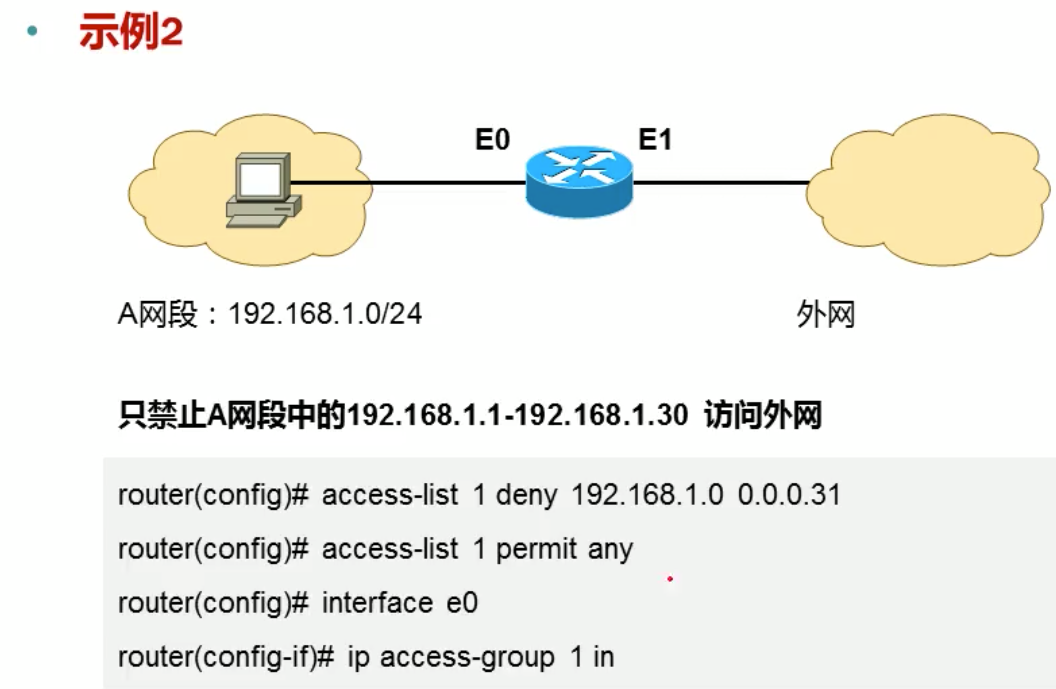 • 示例2
E0 E1
A网段：192.168.1.0/24 外网
只禁止A网段中的192.168.1.1-192.168.1.30 访问外网
router(config)# access-list 1 deny 192.168.1.0 0.0.0.31
router(config)# access-list 1 permit any
router(config)# interface e0
router(config-if)# ip access-group 1 in